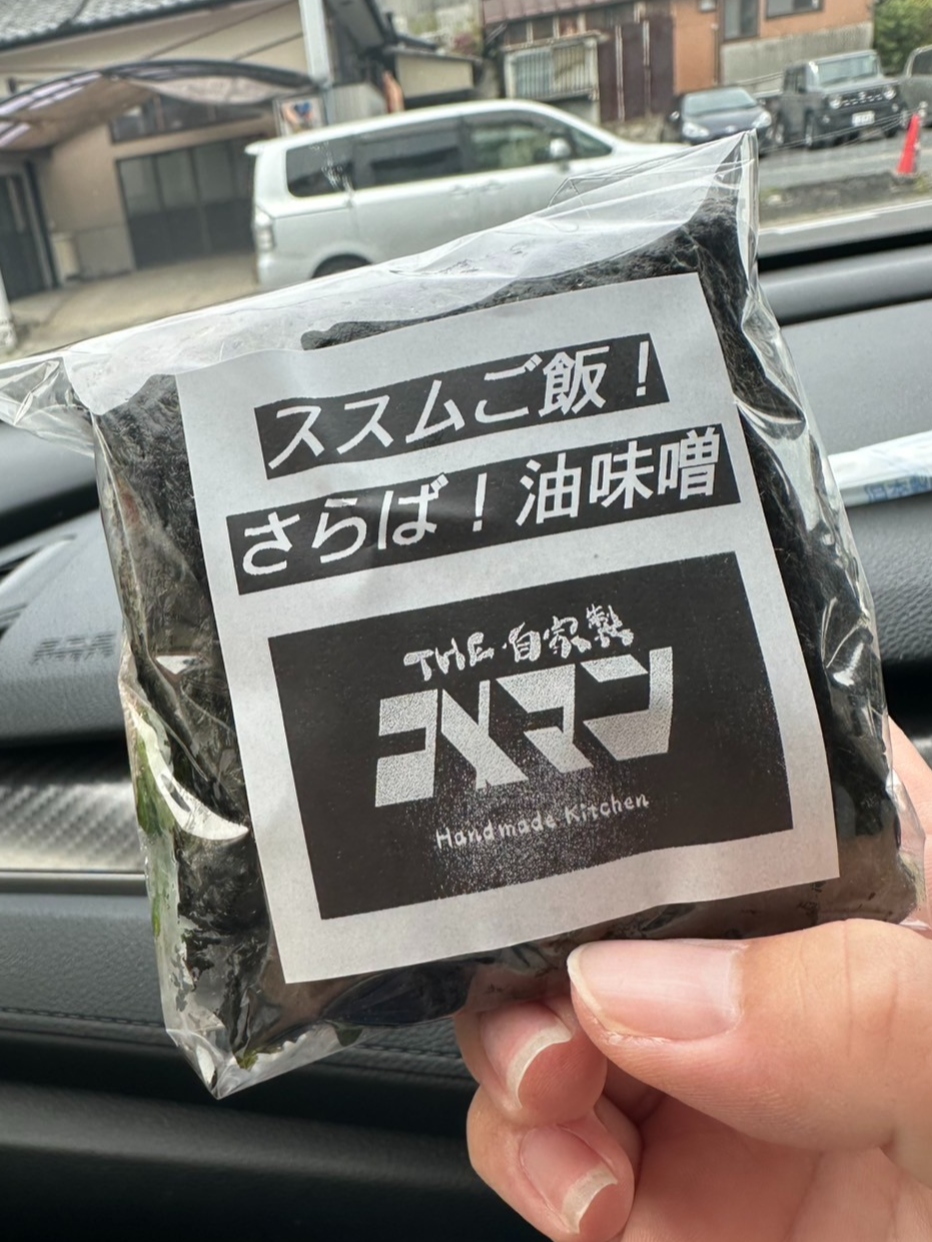 ススムご飯！
さらば！油味噌
THE 自家製
コメマン
Handmade Kitchen